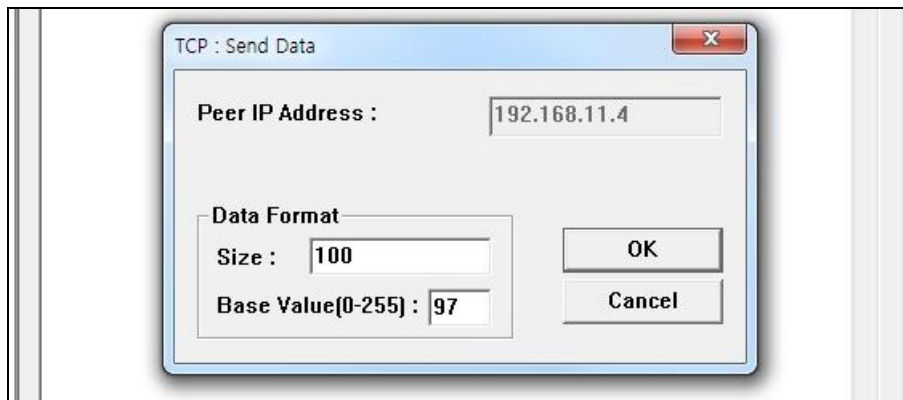 TCP : Send Data
Peer IP Address : 192.168.11.4
Data Format
Size : 100
Base Value(0-255) : 97
OK
Cancel